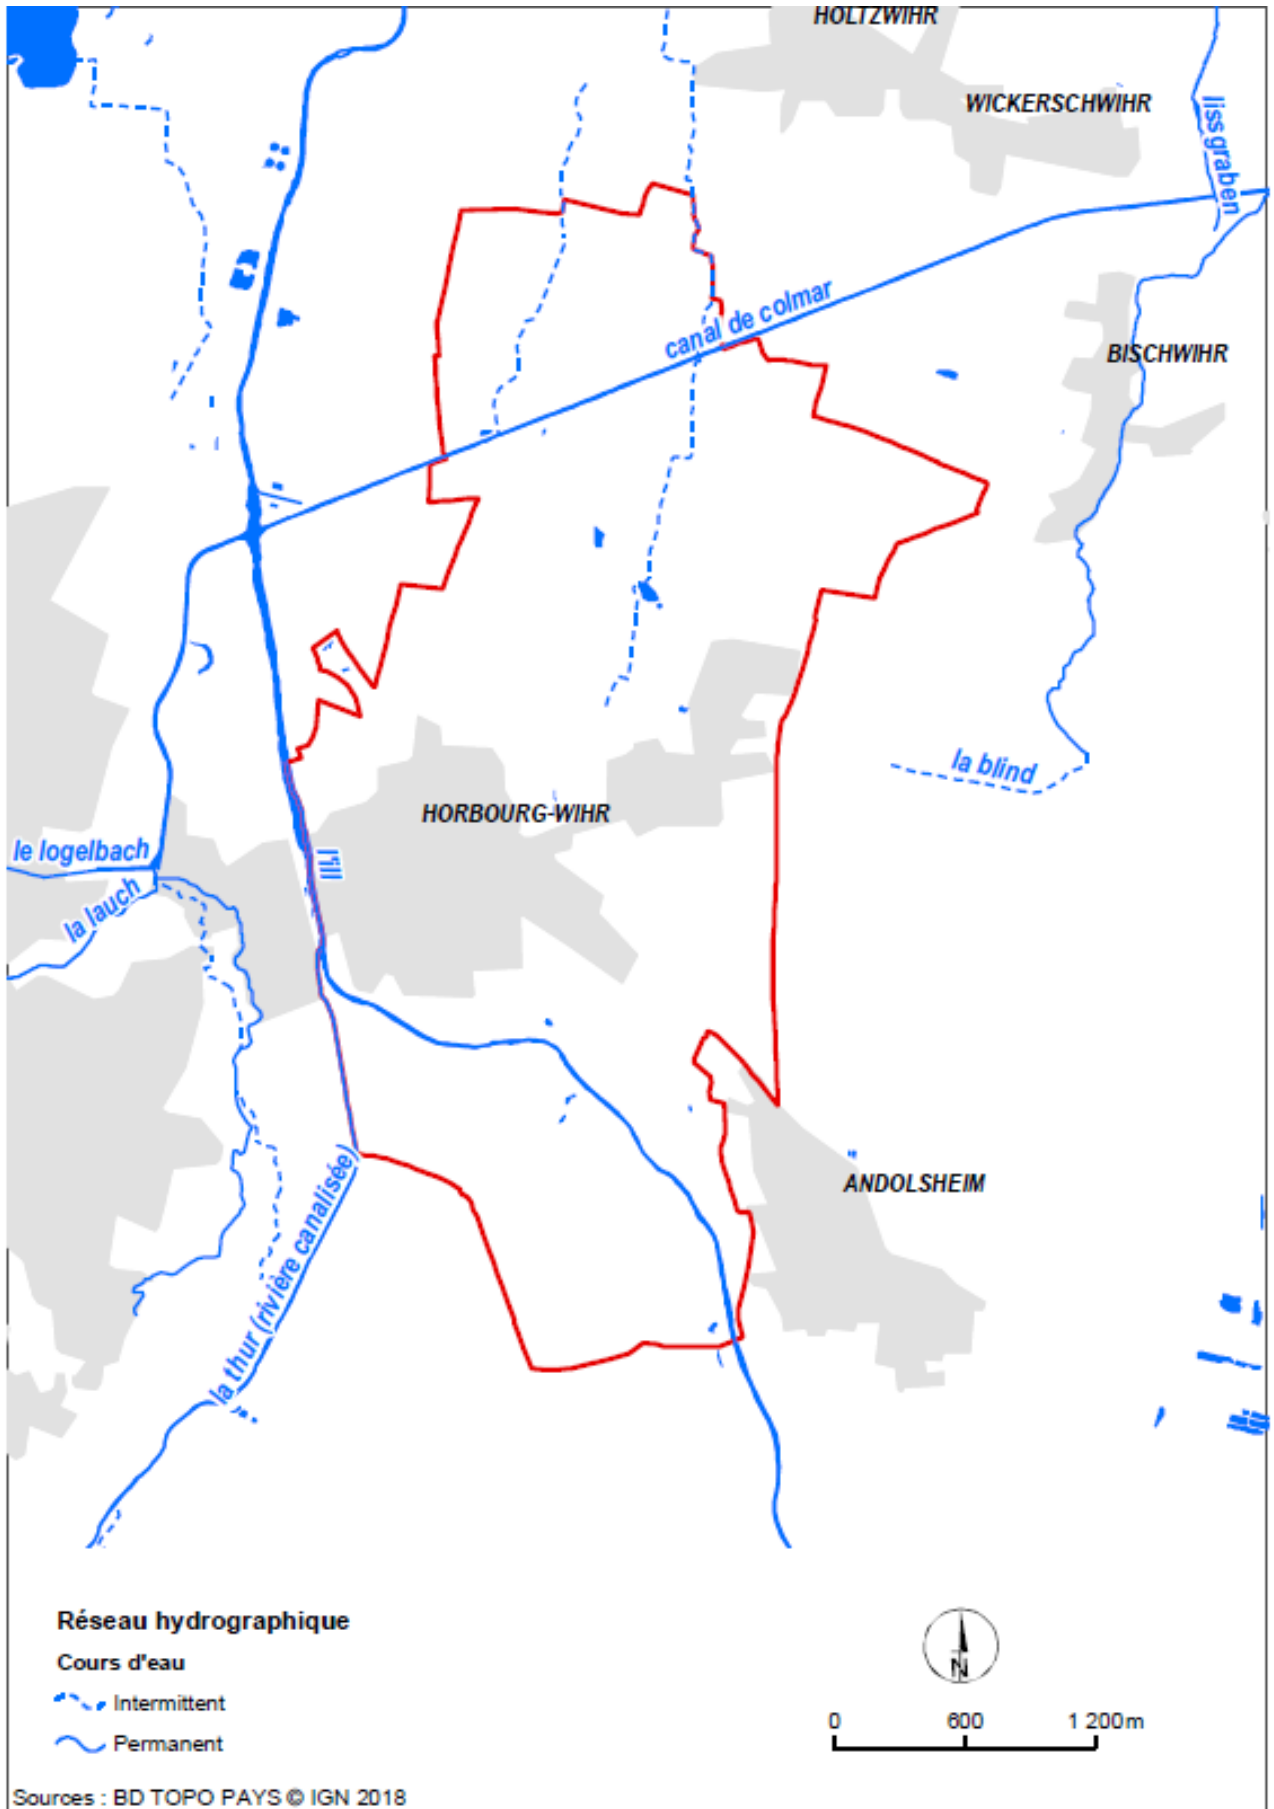 HOLTZWIHR
WICKERSCHWIHR
lissgraben
canal de colmar
BISCHWIHR
la blind
HORBOURG-WIHR
le logelbach
l'ill
la lauch
ANDOLSHEIM
la thur (rivière canalisée)
Réseau hydrographique
Cours d'eau
Intermittent
Permanent
N
0 600 1 200m
Sources : BD TOPO PAYS © IGN 2018